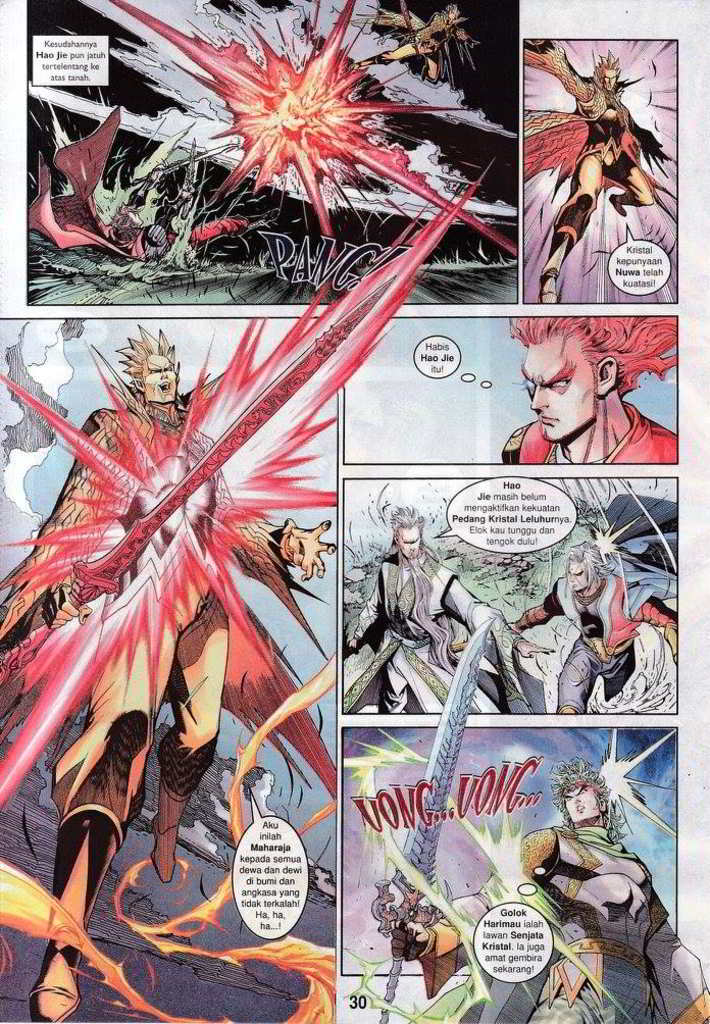 Kesudahannya
Hao Jie pun jatuh
tertelentang ke
atas tanah.
PANG!
Kristal
kepunyaan
Nuwa telah
kuatasi!
Habis
Hao Jie
itu!
Hao
Jie masih belum
mengaktifkan kekuatan
Pedang Kristal Leluhurnya.
Elok kau tunggu dan
tengok dulu!
Aku
inilah
Maharaja
kepada semua
dewa dan dewi
di bumi dan
angkasa yang
tidak terkalah!
Ha, ha,
ha...!
UONG...UONG...
Golok
Harimau ialah
lawan Senjata
Kristal. Ia juga
amat gembira
sekarang!
30